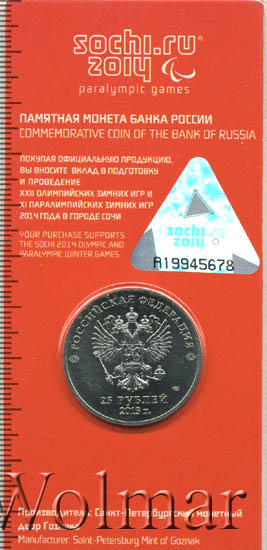 sochi.ru
2014
paralympic games
ПАМЯТНАЯ МОНЕТА БАНКА РОССИИ
COMMEMORATIVE COIN OF THE BANK OF RUSSIA
ПОКУПАЯ ОФИЦИАЛЬНУЮ ПРОДУКЦИЮ,
ВЫ ВНОСИТЕ ВКЛАД В ПОДГОТОВКУ
И ПРОВЕДЕНИЕ
XXII ОЛИМПИЙСКИХ ЗИМНИХ ИГР И
XI ПАРАЛИМПИЙСКИХ ЗИМНИХ ИГР
2014 ГОДА В ГОРОДЕ СОЧИ
YOUR PURCHASE SUPPORTS
THE SOCHI 2014 OLYMPIC AND
PARALYMPIC WINTER GAMES
sochi.ru
2014
A19945678
РОССИЙСКАЯ ФЕДЕРАЦИЯ
25 РУБЛЕЙ
2013 г.
Производитель: Санкт-Петербургский монетный
двор Гознака
Manufacturer: Saint-Petersburg Mint of Goznak
Volmar